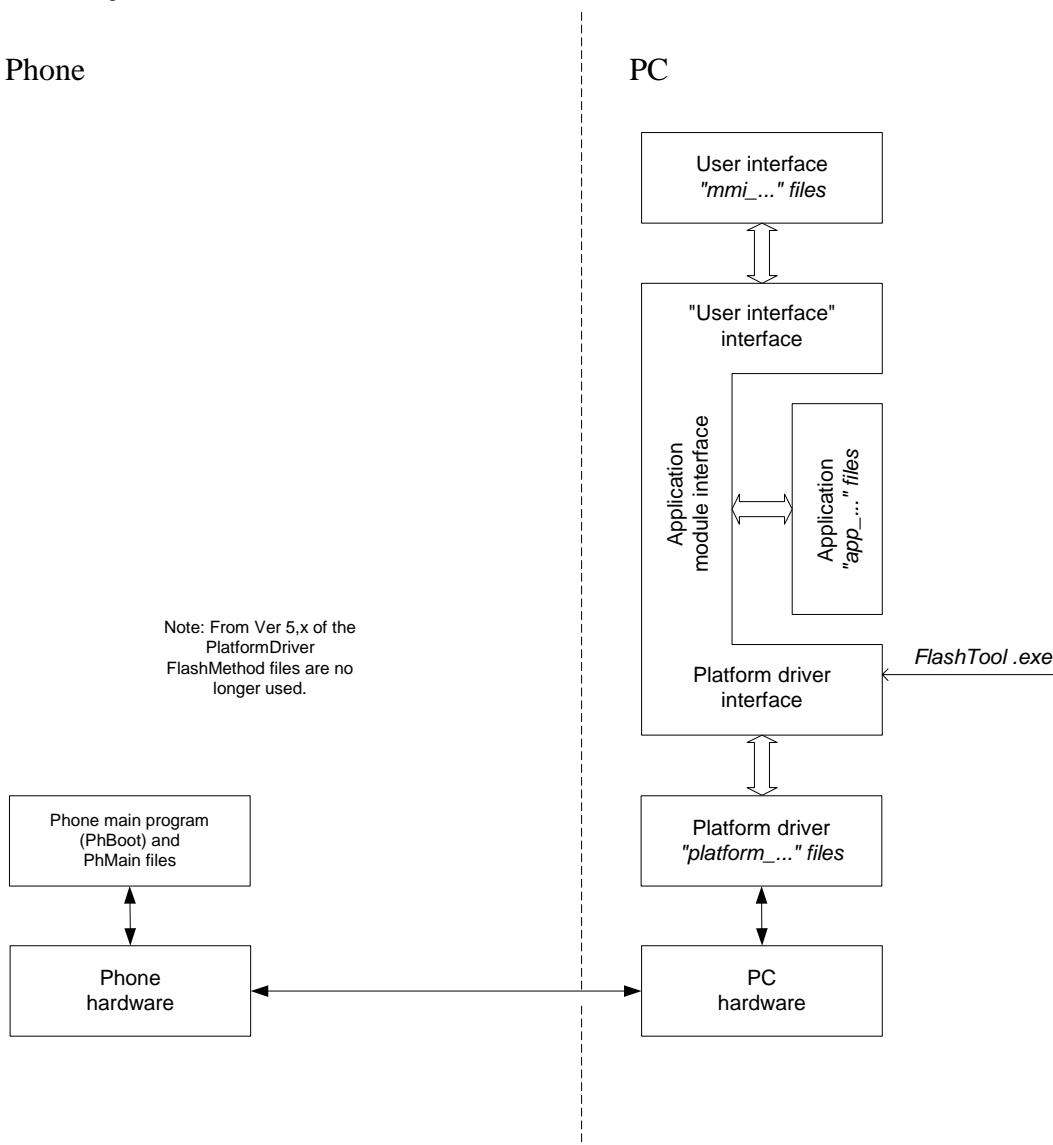 Phone
PC
User interface
"mmi_..." files
"User interface"
interface
Application
module interface
Application
"app_..." files
Note: From Ver 5,x of the
PlatformDriver
FlashMethod files are no
longer used.
FlashTool .exe
Platform driver
interface
Phone main program
(PhBoot) and
PhMain files
Platform driver
"platform_..." files
Phone
hardware
PC
hardware